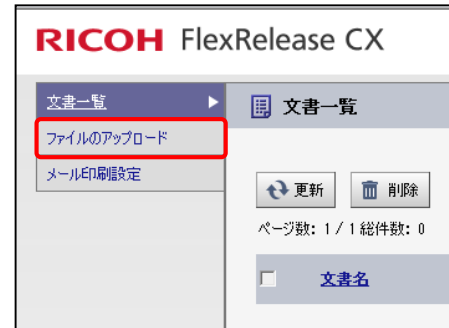 RICOH FlexRelease CX
文書一覧
ファイルのアップロード
メール印刷設定
文書一覧
更新 削除
ページ数: 1 / 1 総件数: 0
文書名